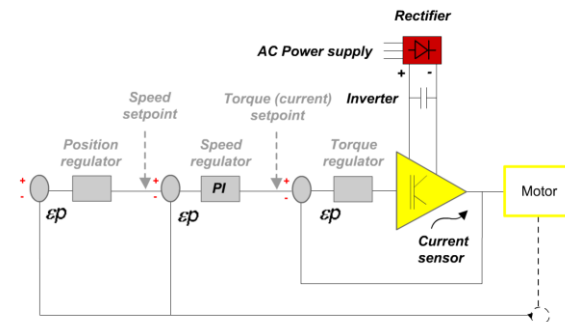 Rectifier
AC Power supply
+ -
Inverter
Speed
setpoint
Torque (current)
setpoint
Position
regulator
Speed
regulator
Torque
regulator
+
-
+
-
+
-
PI
Motor
εp
εp
εp
Current
sensor